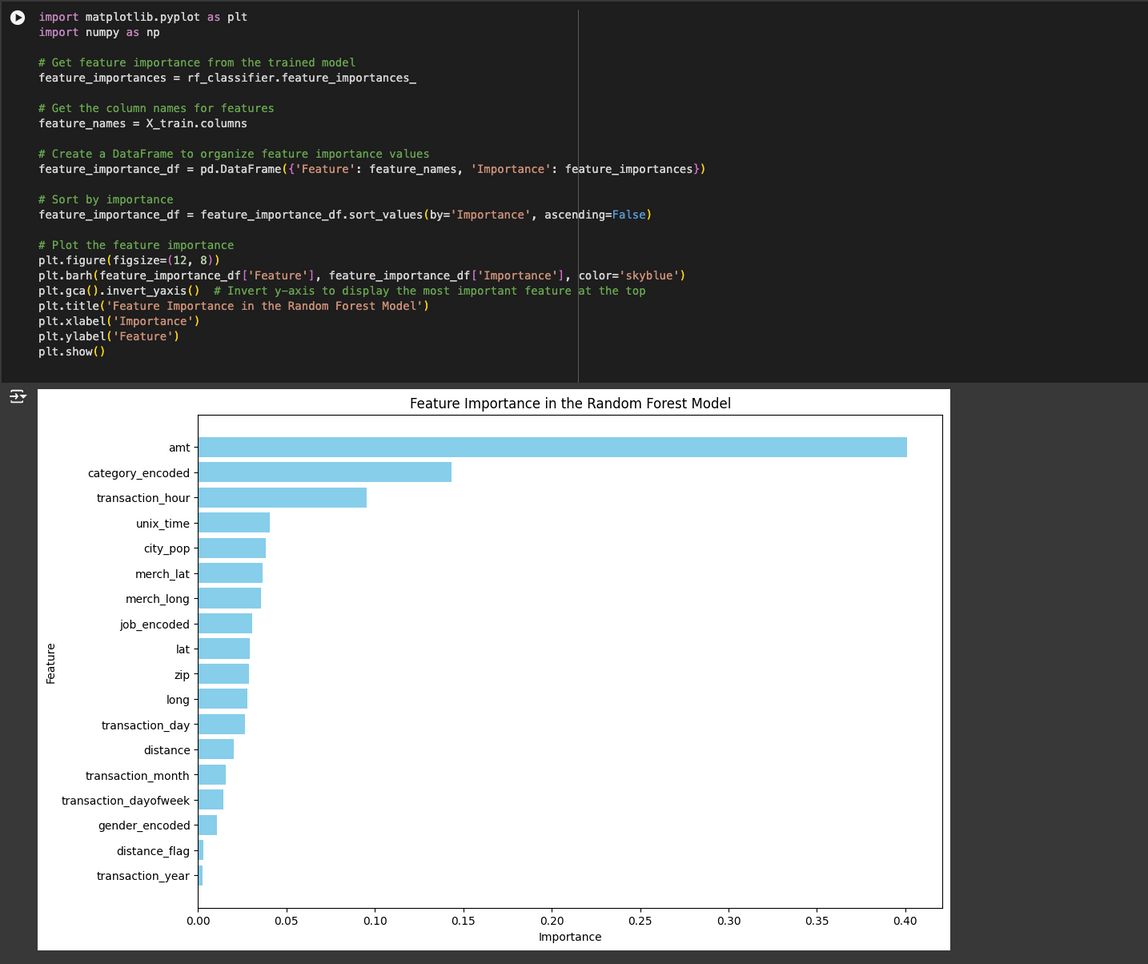 import matplotlib.pyplot as plt
import numpy as np
# Get feature importance from the trained model
feature_importances = rf_classifier.feature_importances_
# Get the column names for features
feature_names = X_train.columns
# Create a DataFrame to organize feature importance values
feature_importance_df = pd.DataFrame({'Feature': feature_names, 'Importance': feature_importances})
# Sort by importance
feature_importance_df = feature_importance_df.sort_values(by='Importance', ascending=False)
# Plot the feature importance
plt.figure(figsize=(12, 8))
plt.barh(feature_importance_df['Feature'], feature_importance_df['Importance'], color='skyblue')
plt.gca().invert_yaxis()  # Invert y-axis to display the most important feature at the top
plt.title('Feature Importance in the Random Forest Model')
plt.xlabel('Importance')
plt.ylabel('Feature')
plt.show()
Feature Importance in the Random Forest Model
Feature
amt
category_encoded
transaction_hour
unix_time
city_pop
merch_lat
merch_long
job_encoded
lat
zip
long
transaction_day
distance
transaction_month
transaction_dayofweek
gender_encoded
distance_flag
transaction_year
0.00 0.05 0.10 0.15 0.20 0.25 0.30 0.35 0.40
Importance